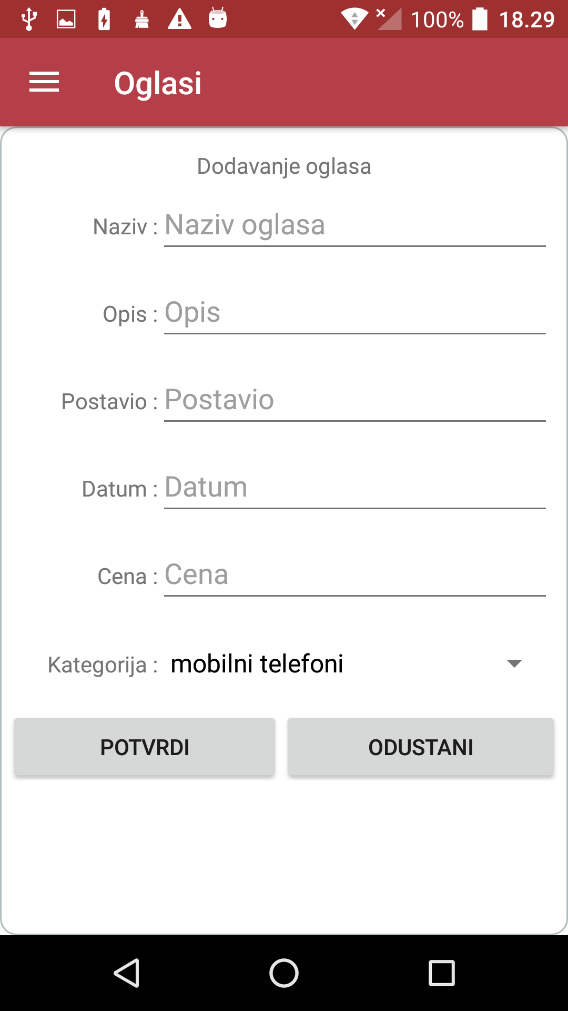 100% 18.29
Oglasi
Dodavanje oglasa
Naziv : Naziv oglasa
Opis : Opis
Postavio : Postavio
Datum : Datum
Cena : Cena
Kategorija : mobilni telefoni
POTVRDI ODUSTANI